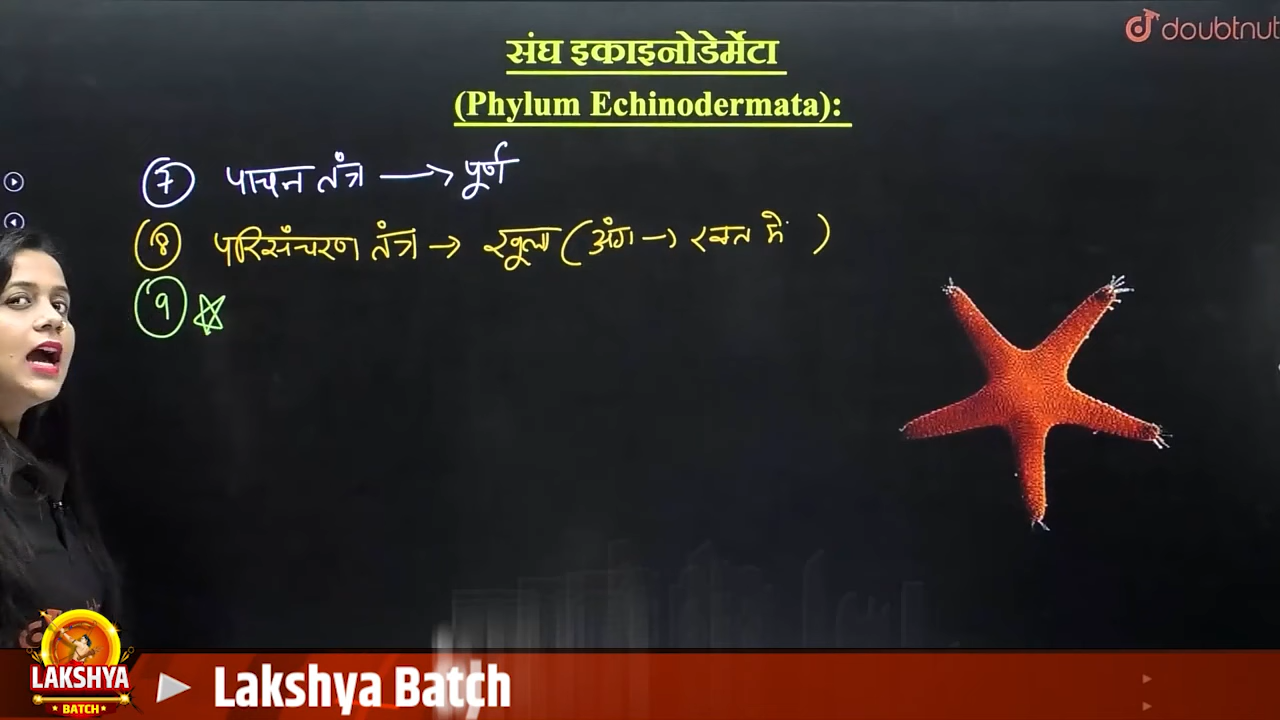 doubtnut
संघ इकाइनोडेर्मेटा
(Phylum Echinodermata):
7 पाचन तंत्र → पूर्ण
8 परिसंचरण तंत्र → खुला (अंग → रक्त में )
9
LAKSHYA
BATCH
Lakshya Batch